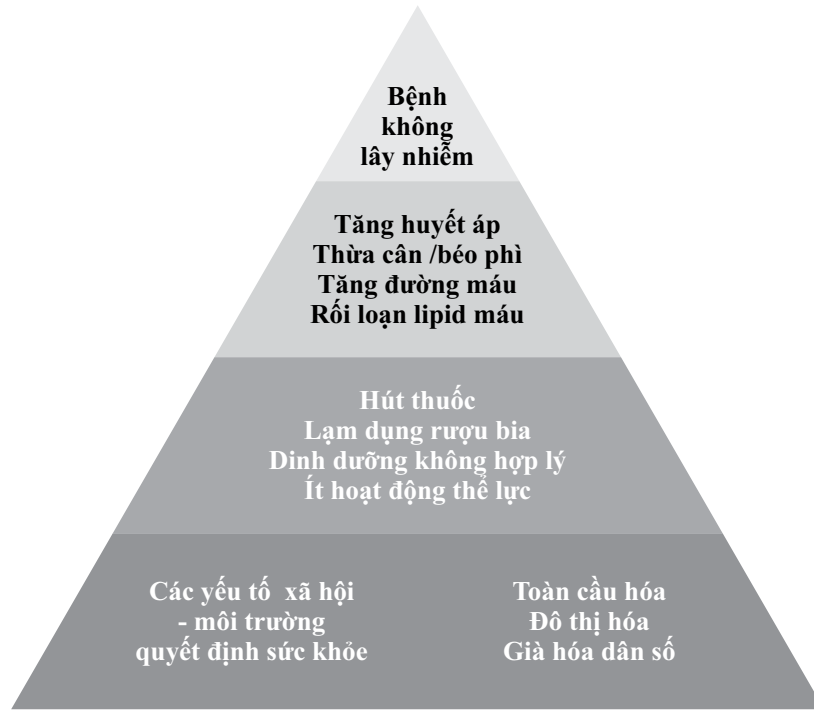 Bệnh
không
lây nhiễm
Tăng huyết áp
Thừa cân /béo phì
Tăng đường máu
Rối loạn lipid máu
Hút thuốc
Lạm dụng rượu bia
Dinh dưỡng không hợp lý
Ít hoạt động thể lực
Các yếu tố xã hội
- môi trường
quyết định sức khỏe
Toàn cầu hóa
Đô thị hóa
Già hóa dân số